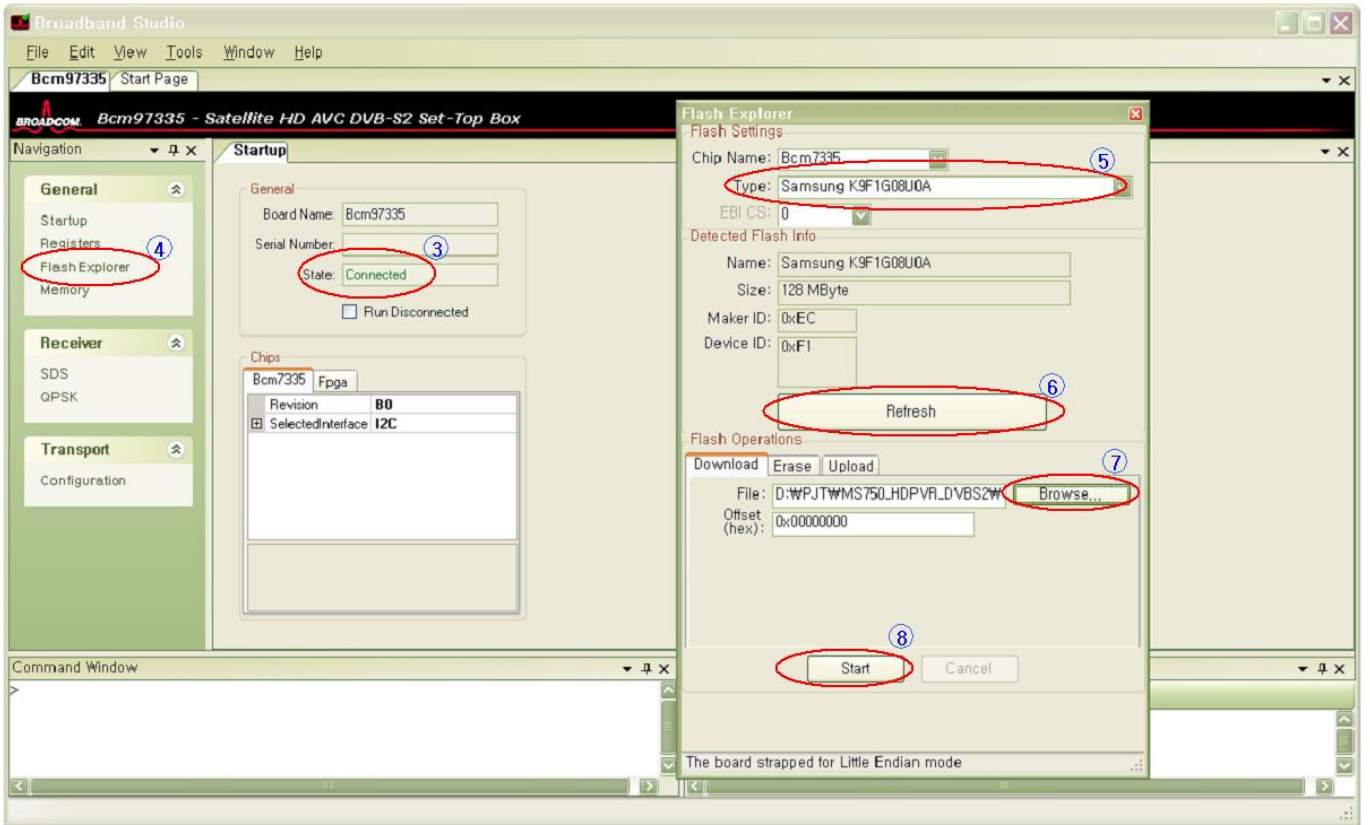 Broadband Studio
File Edit View Tools Window Help
Bcm97335 Start Page
BROADCOM. Bcm97335 - Satellite HD AVC DVB-S2 Set-Top Box
Navigation
General
Startup
Registers
④
Flash Explorer
Memory
Receiver
SDS
QPSK
Transport
Configuration
Startup
General
Board Name: Bcm97335
Serial Number:
③
State: Connected
Run Disconnected
Chips
Bcm7335 Fpga
Revision B0
SelectedInterface I2C
Flash Explorer
Flash Settings
Chip Name: Bcm7335
⑤
Type: Samsung K9F1G08U0A
EBI CS: 0
Detected Flash Info
Name: Samsung K9F1G08U0A
Size: 128 MByte
Maker ID: 0xEC
Device ID: 0xF1
⑥
Refresh
Flash Operations
Download Erase Upload
⑦
File: D:₩PJT₩MS750_HDPVR_DVBS2₩ Browse...
Offset (hex): 0x00000000
⑧
Start Cancel
The board strapped for Little Endian mode
Command Window
>